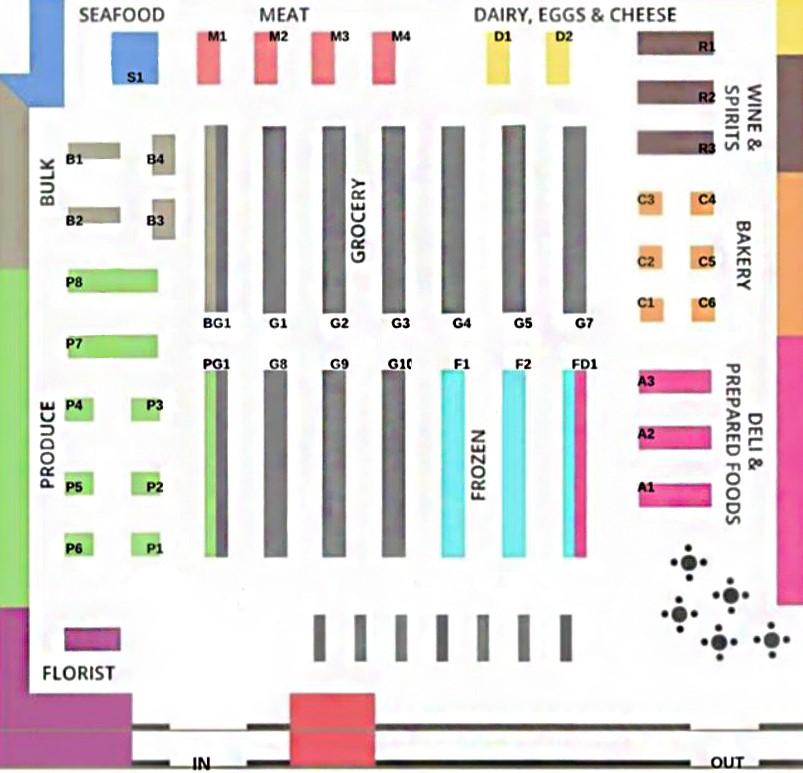 SEAFOOD
MEAT
DAIRY, EGGS & CHEESE
M1
M2
M3
M4
D1
D2
R1
S1
R2
WINE &
SPIRITS
R3
BULK
B1
B4
B2
B3
GROCERY
C3
C4
BAKERY
C2
C5
P8
C1
C6
BG1
G1
G2
G3
G4
G5
G7
P7
PG1
G8
G9
G10
F1
F2
FD1
A3
DELI &
PREPARED FOODS
PRODUCE
P4
P3
A2
FROZEN
P5
P2
A1
P6
P1
FLORIST
IN
OUT